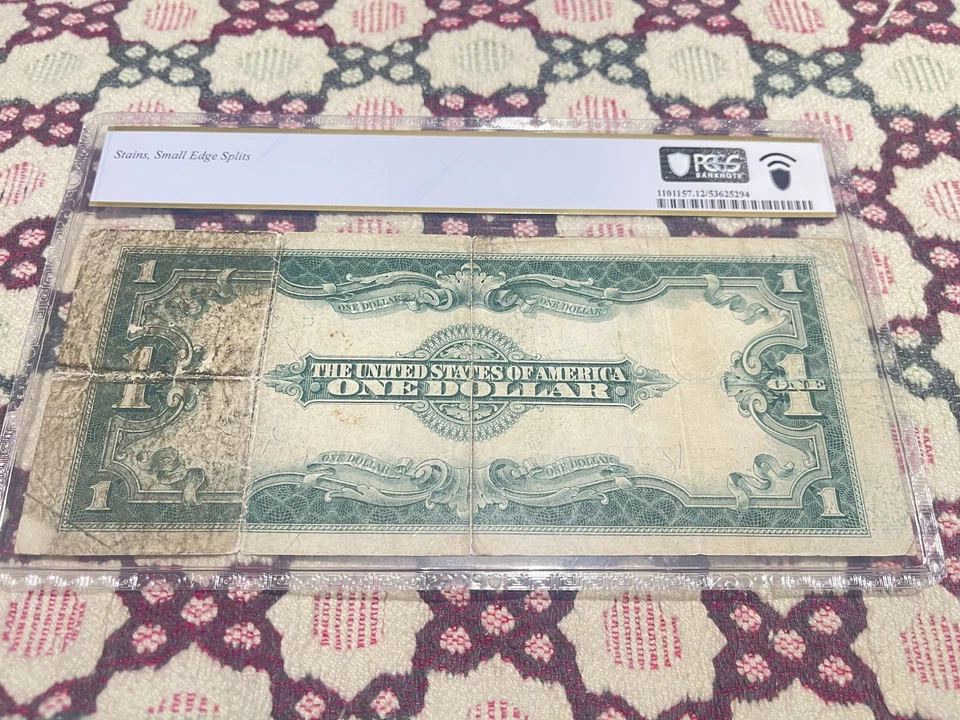 Stains, Small Edge Splits
PCGS
BANKNOTE
1101157.12/53625294
1 1
ONE DOLLAR ONE DOLLAR
1 THE UNITED STATES OF AMERICA 1 ONE
ONE DOLLAR
ONE DOLLAR ONE DOLLAR
1 1